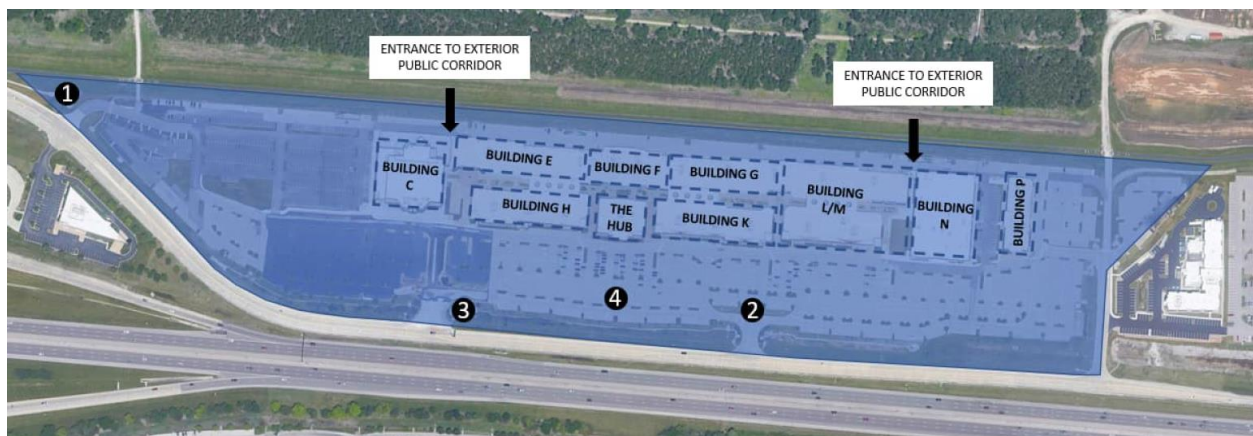 ENTRANCE TO EXTERIOR
PUBLIC CORRIDOR
ENTRANCE TO EXTERIOR
PUBLIC CORRIDOR
1
BUILDING
C
BUILDING E
BUILDING F
BUILDING G
BUILDING
L/M
BUILDING
N
BUILDING P
BUILDING H
THE
HUB
BUILDING K
3
4
2